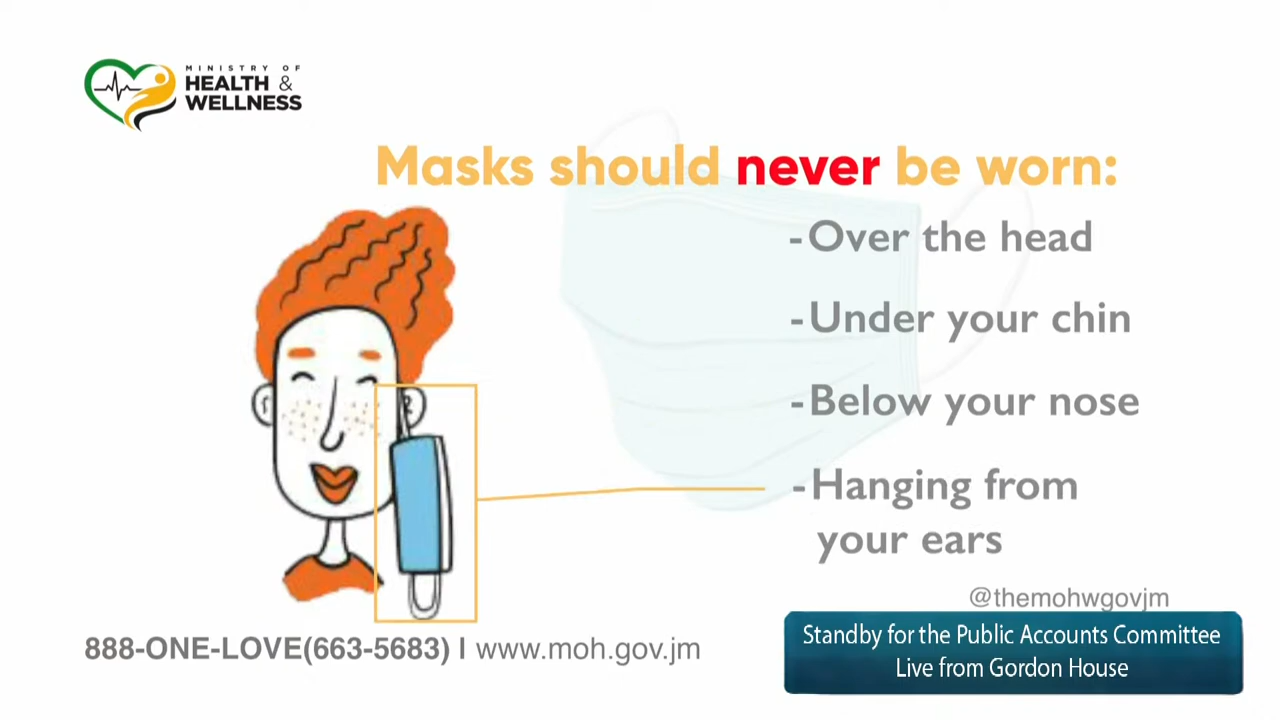 MINISTRY OF
HEALTH &
WELLNESS
Masks should never be worn:
-Over the head
-Under your chin
-Below your nose
-Hanging from
your ears
@themohwgovjm
888-ONE-LOVE(663-5683) I www.moh.gov.jm
Standby for the Public Accounts Committee
Live from Gordon House